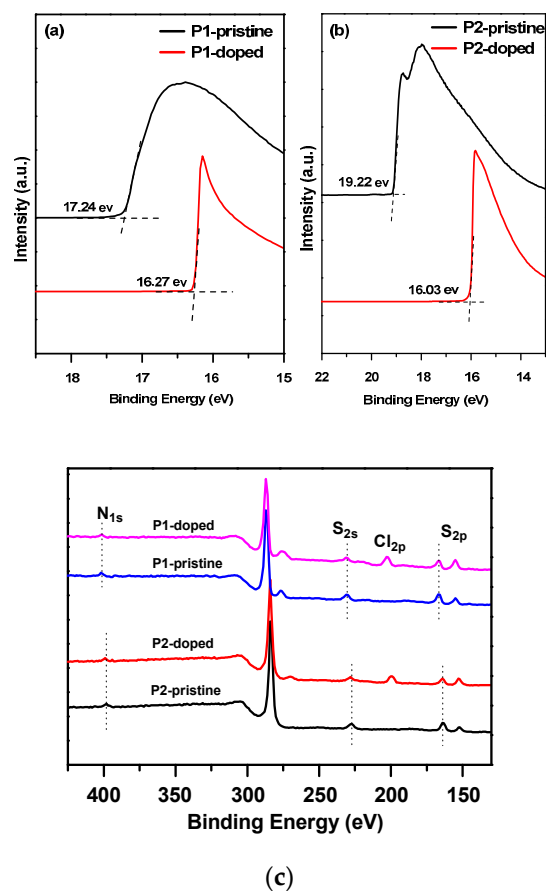 (a)
P1-pristine
P1-doped
17.24 ev
16.27 ev
Intensity (a.u.)
18 17 16 15
Binding Energy (eV)
(b)
P2-pristine
P2-doped
19.22 ev
16.03 ev
Intensity (a.u.)
22 20 18 16 14
Binding Energy (eV)
N1s
P1-doped
S2s
Cl2p
S2p
P1-pristine
P2-doped
P2-pristine
400 350 300 250 200 150
Binding Energy (eV)
(c)